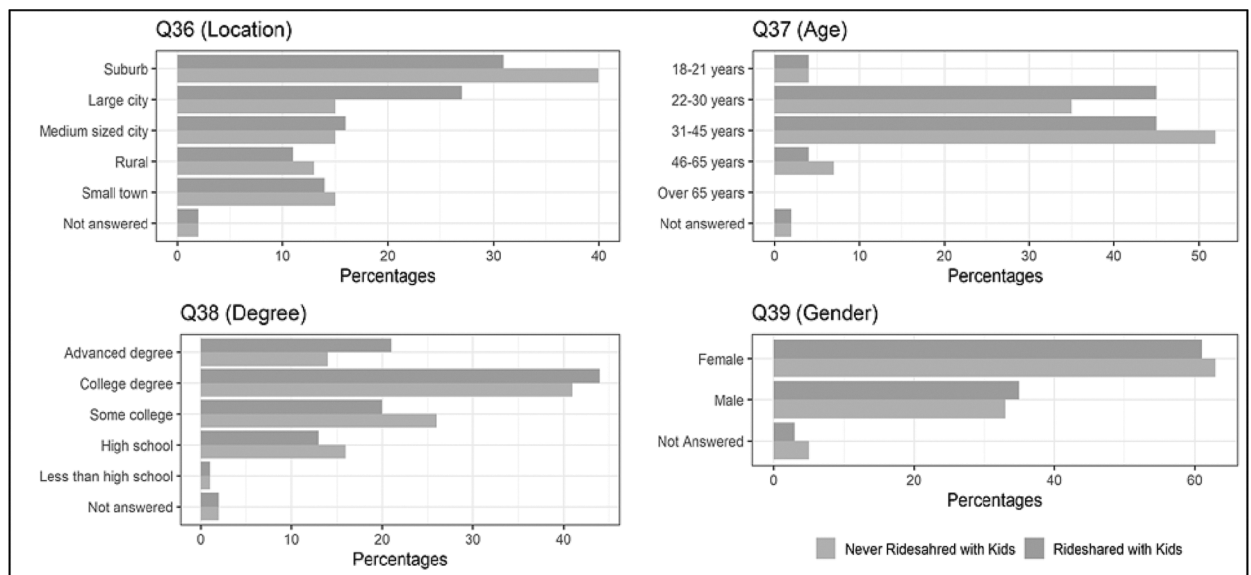 Q36 (Location)
Suburb
Large city
Medium sized city
Rural
Small town
Not answered
0 10 20 30 40
Percentages
Q37 (Age)
18-21 years
22-30 years
31-45 years
46-65 years
Over 65 years
Not answered
0 10 20 30 40 50
Percentages
Q38 (Degree)
Advanced degree
College degree
Some college
High school
Less than high school
Not answered
0 10 20 30 40
Percentages
Q39 (Gender)
Female
Male
Not Answered
0 20 40 60
Percentages
Never Ridesahred with Kids Rideshared with Kids